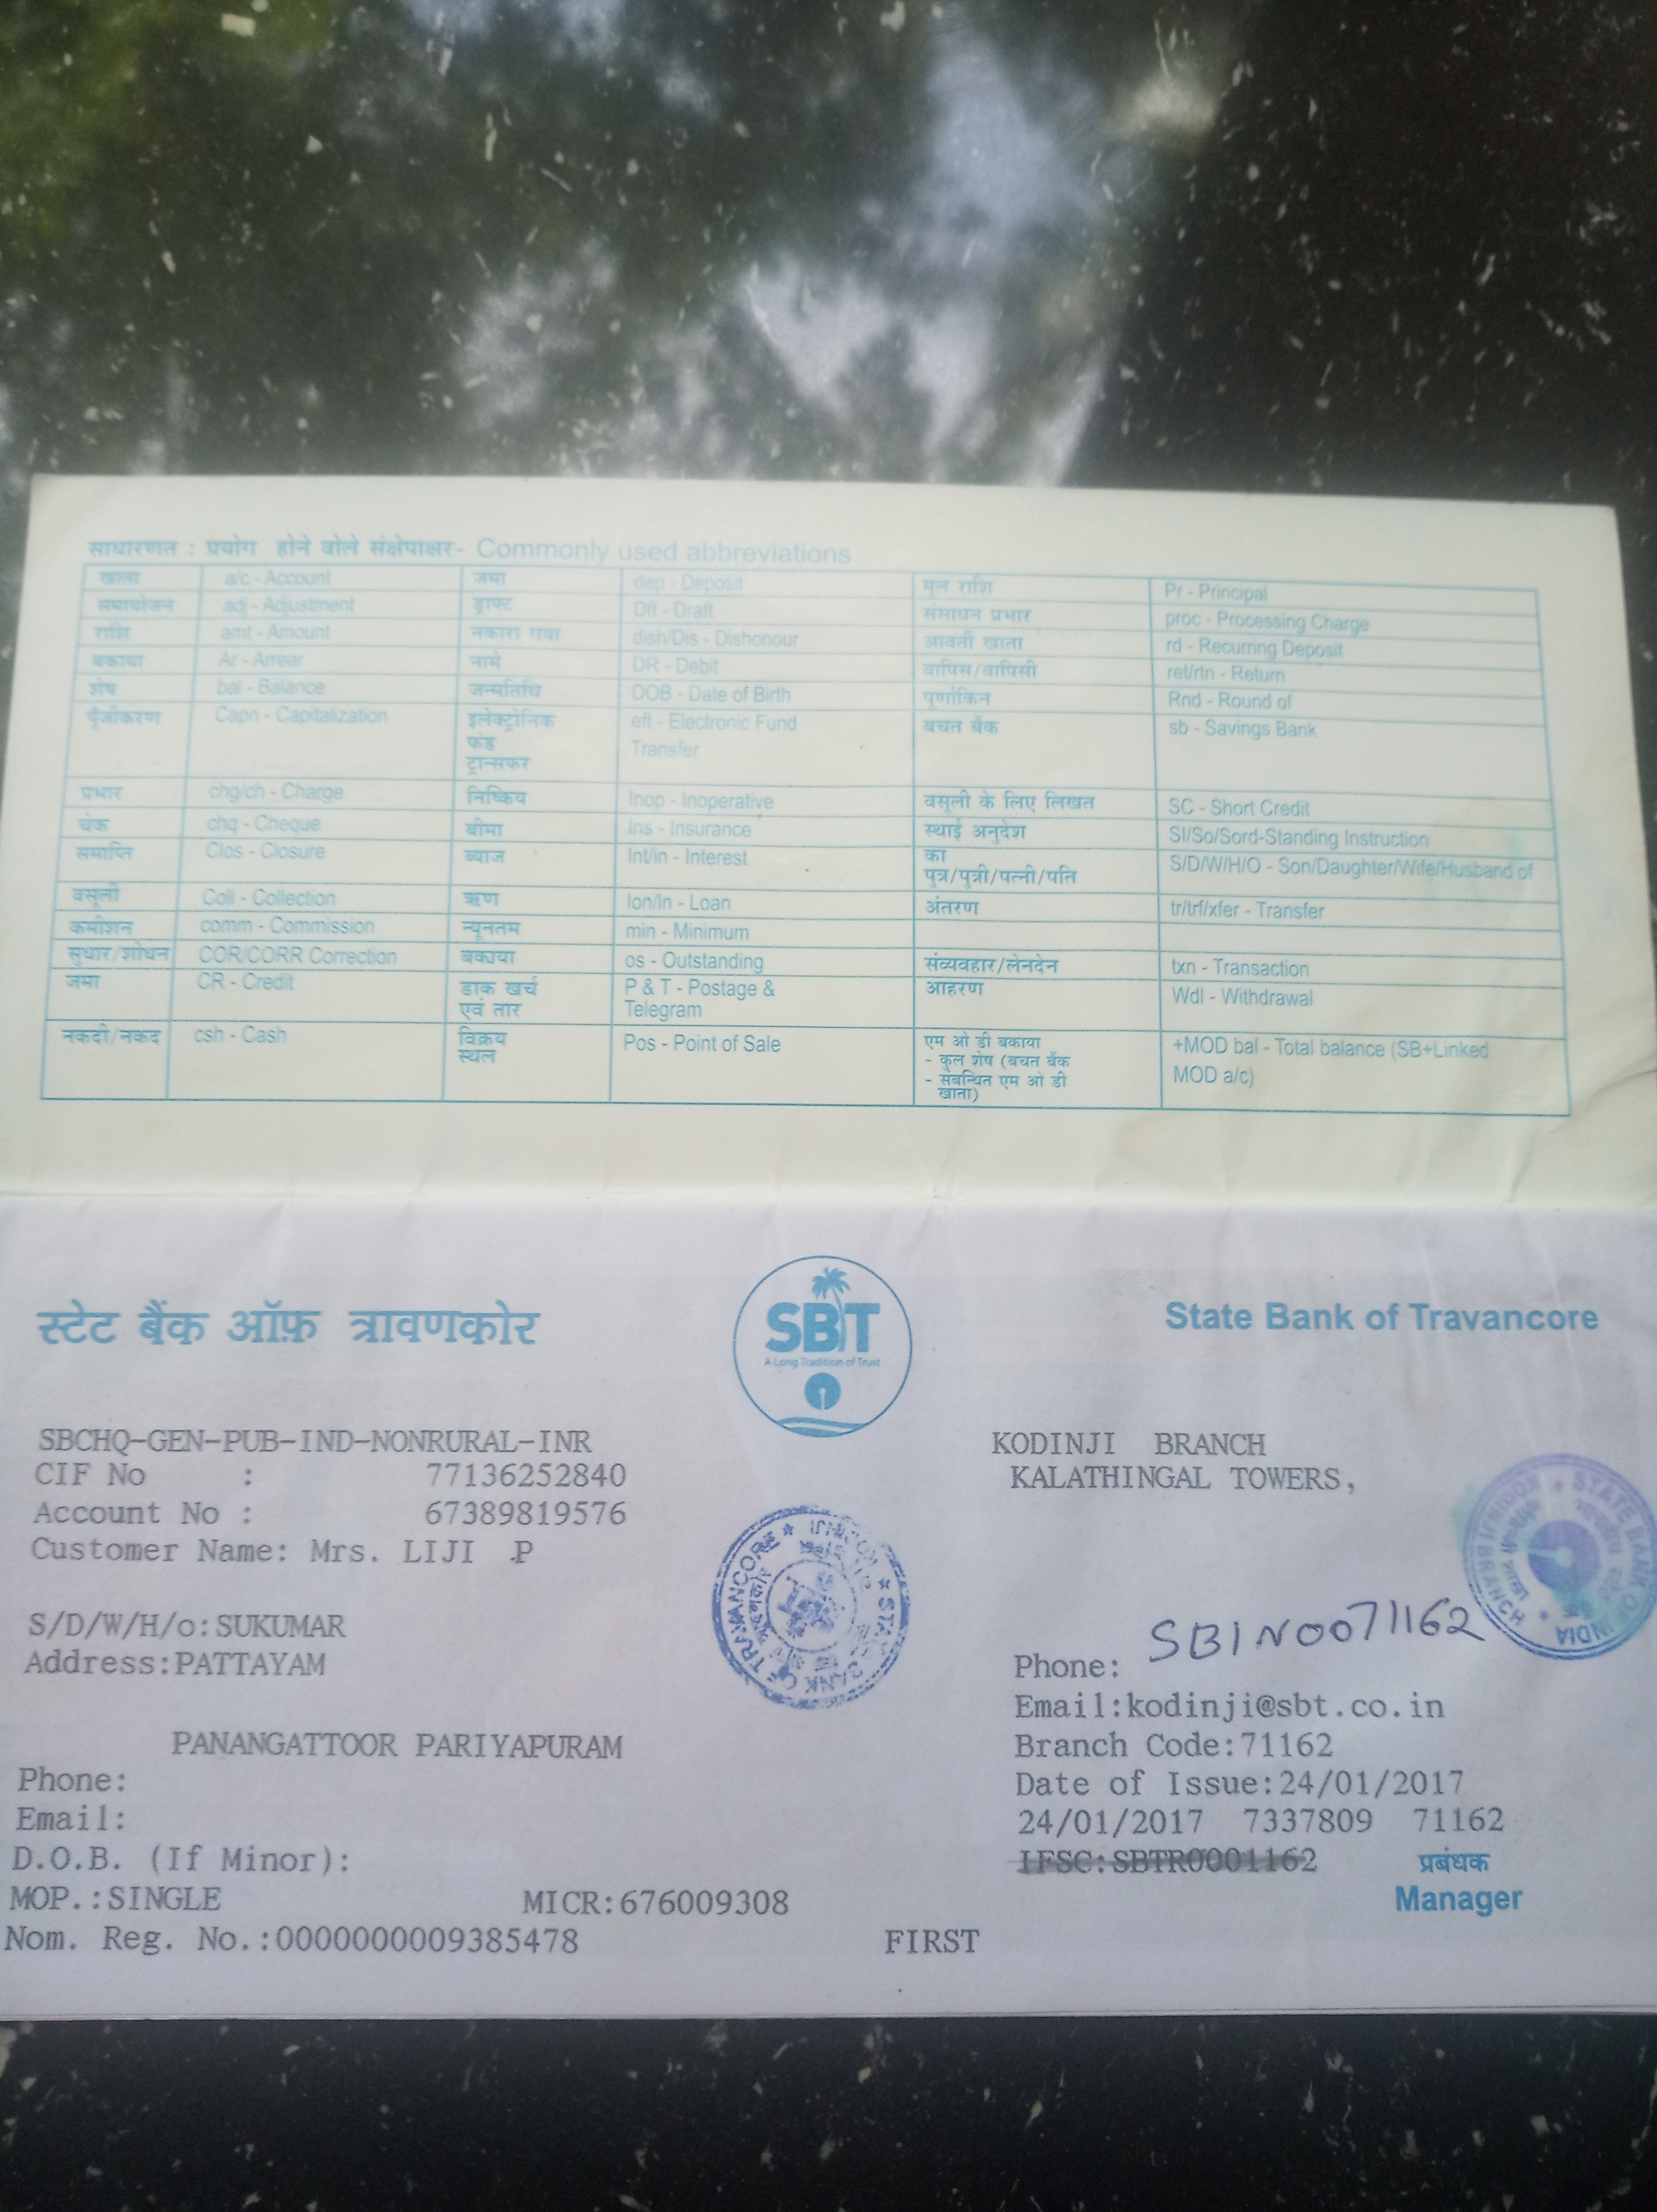 साधारणत : प्रयोग होने वोले संक्षेपाक्षर- Commonly used abbreviations
खाता a/c - Account जमा dep - Deposit मूल राशि Pr - Principal
समायोजन adj - Adjustment ड्राफ्ट Dft - Draft संसाधन प्रभार proc - Processing Charge
राशि amt - Amount नकारा गया dish/Dis - Dishonour आवर्ती खाता rd - Recurring Deposit
बकाया Ar - Arrear नामे DR - Debit वापिस/वापिसी ret/rtn - Return
शेष bal - Balance जन्मतिथि DOB - Date of Birth पूर्णांकिन Rnd - Round of
पूँजीकरण Capn - Capitalization इलेक्ट्रोनिक eft - Electronic Fund बचत बैंक sb - Savings Bank
फंड Transfer
ट्रान्सफर
प्रभार chg/ch - Charge निष्क्रिय Inop - Inoperative वसूली के लिए लिखत SC - Short Credit
चेक chq - Cheque बीमा Ins - Insurance स्थाई अनुदेश SI/So/Sord-Standing Instruction
समाप्ति Clos - Closure ब्याज Int/in - Interest का S/D/W/H/O - Son/Daughter/Wife/Husband of
पुत्र/पुत्री/पत्नी/पति
वसूली Coll - Collection ऋण lon/ln - Loan अंतरण tr/trf/xfer - Transfer
कमीशन comm - Commission न्यूनतम min - Minimum
सुधार/शोधन COR/CORR Correction बकाया os - Outstanding संव्यवहार/लेनदेन txn - Transaction
जमा CR - Credit डाक खर्च P & T - Postage & आहरण Wdl - Withdrawal
एवं तार Telegram
नकदी/नकद csh - Cash विक्रय Pos - Point of Sale एम ओ डी बकाया +MOD bal - Total balance (SB+Linked
स्थल - कुल शेष (बचत बैंक MOD a/c)
- संबन्धित एम ओ डी
खाता)
स्टेट बैंक ऑफ़ त्रावणकोर SBT State Bank of Travancore
A Long Tradition of Trust
SBCHQ-GEN-PUB-IND-NONRURAL-INR KODINJI BRANCH
CIF No : 77136252840 KALATHINGAL TOWERS,
Account No : 67389819576
Customer Name: Mrs. LIJI .P
STATE BANK OF TRAVANCORE ★ KODINJI ★
STATE BANK OF INDIA ★ KODINJI BRANCH ★
S/D/W/H/o:SUKUMAR SBIN0071162
Address:PATTAYAM Phone:
Email:kodinji@sbt.co.in
PANANGATTOOR PARIYAPURAM Branch Code:71162
Phone: Date of Issue:24/01/2017
Email: 24/01/2017 7337809 71162
D.O.B. (If Minor): IFSC:SBTR0001162 प्रबंधक
MOP.:SINGLE MICR:676009308 Manager
Nom. Reg. No.:0000000009385478 FIRST